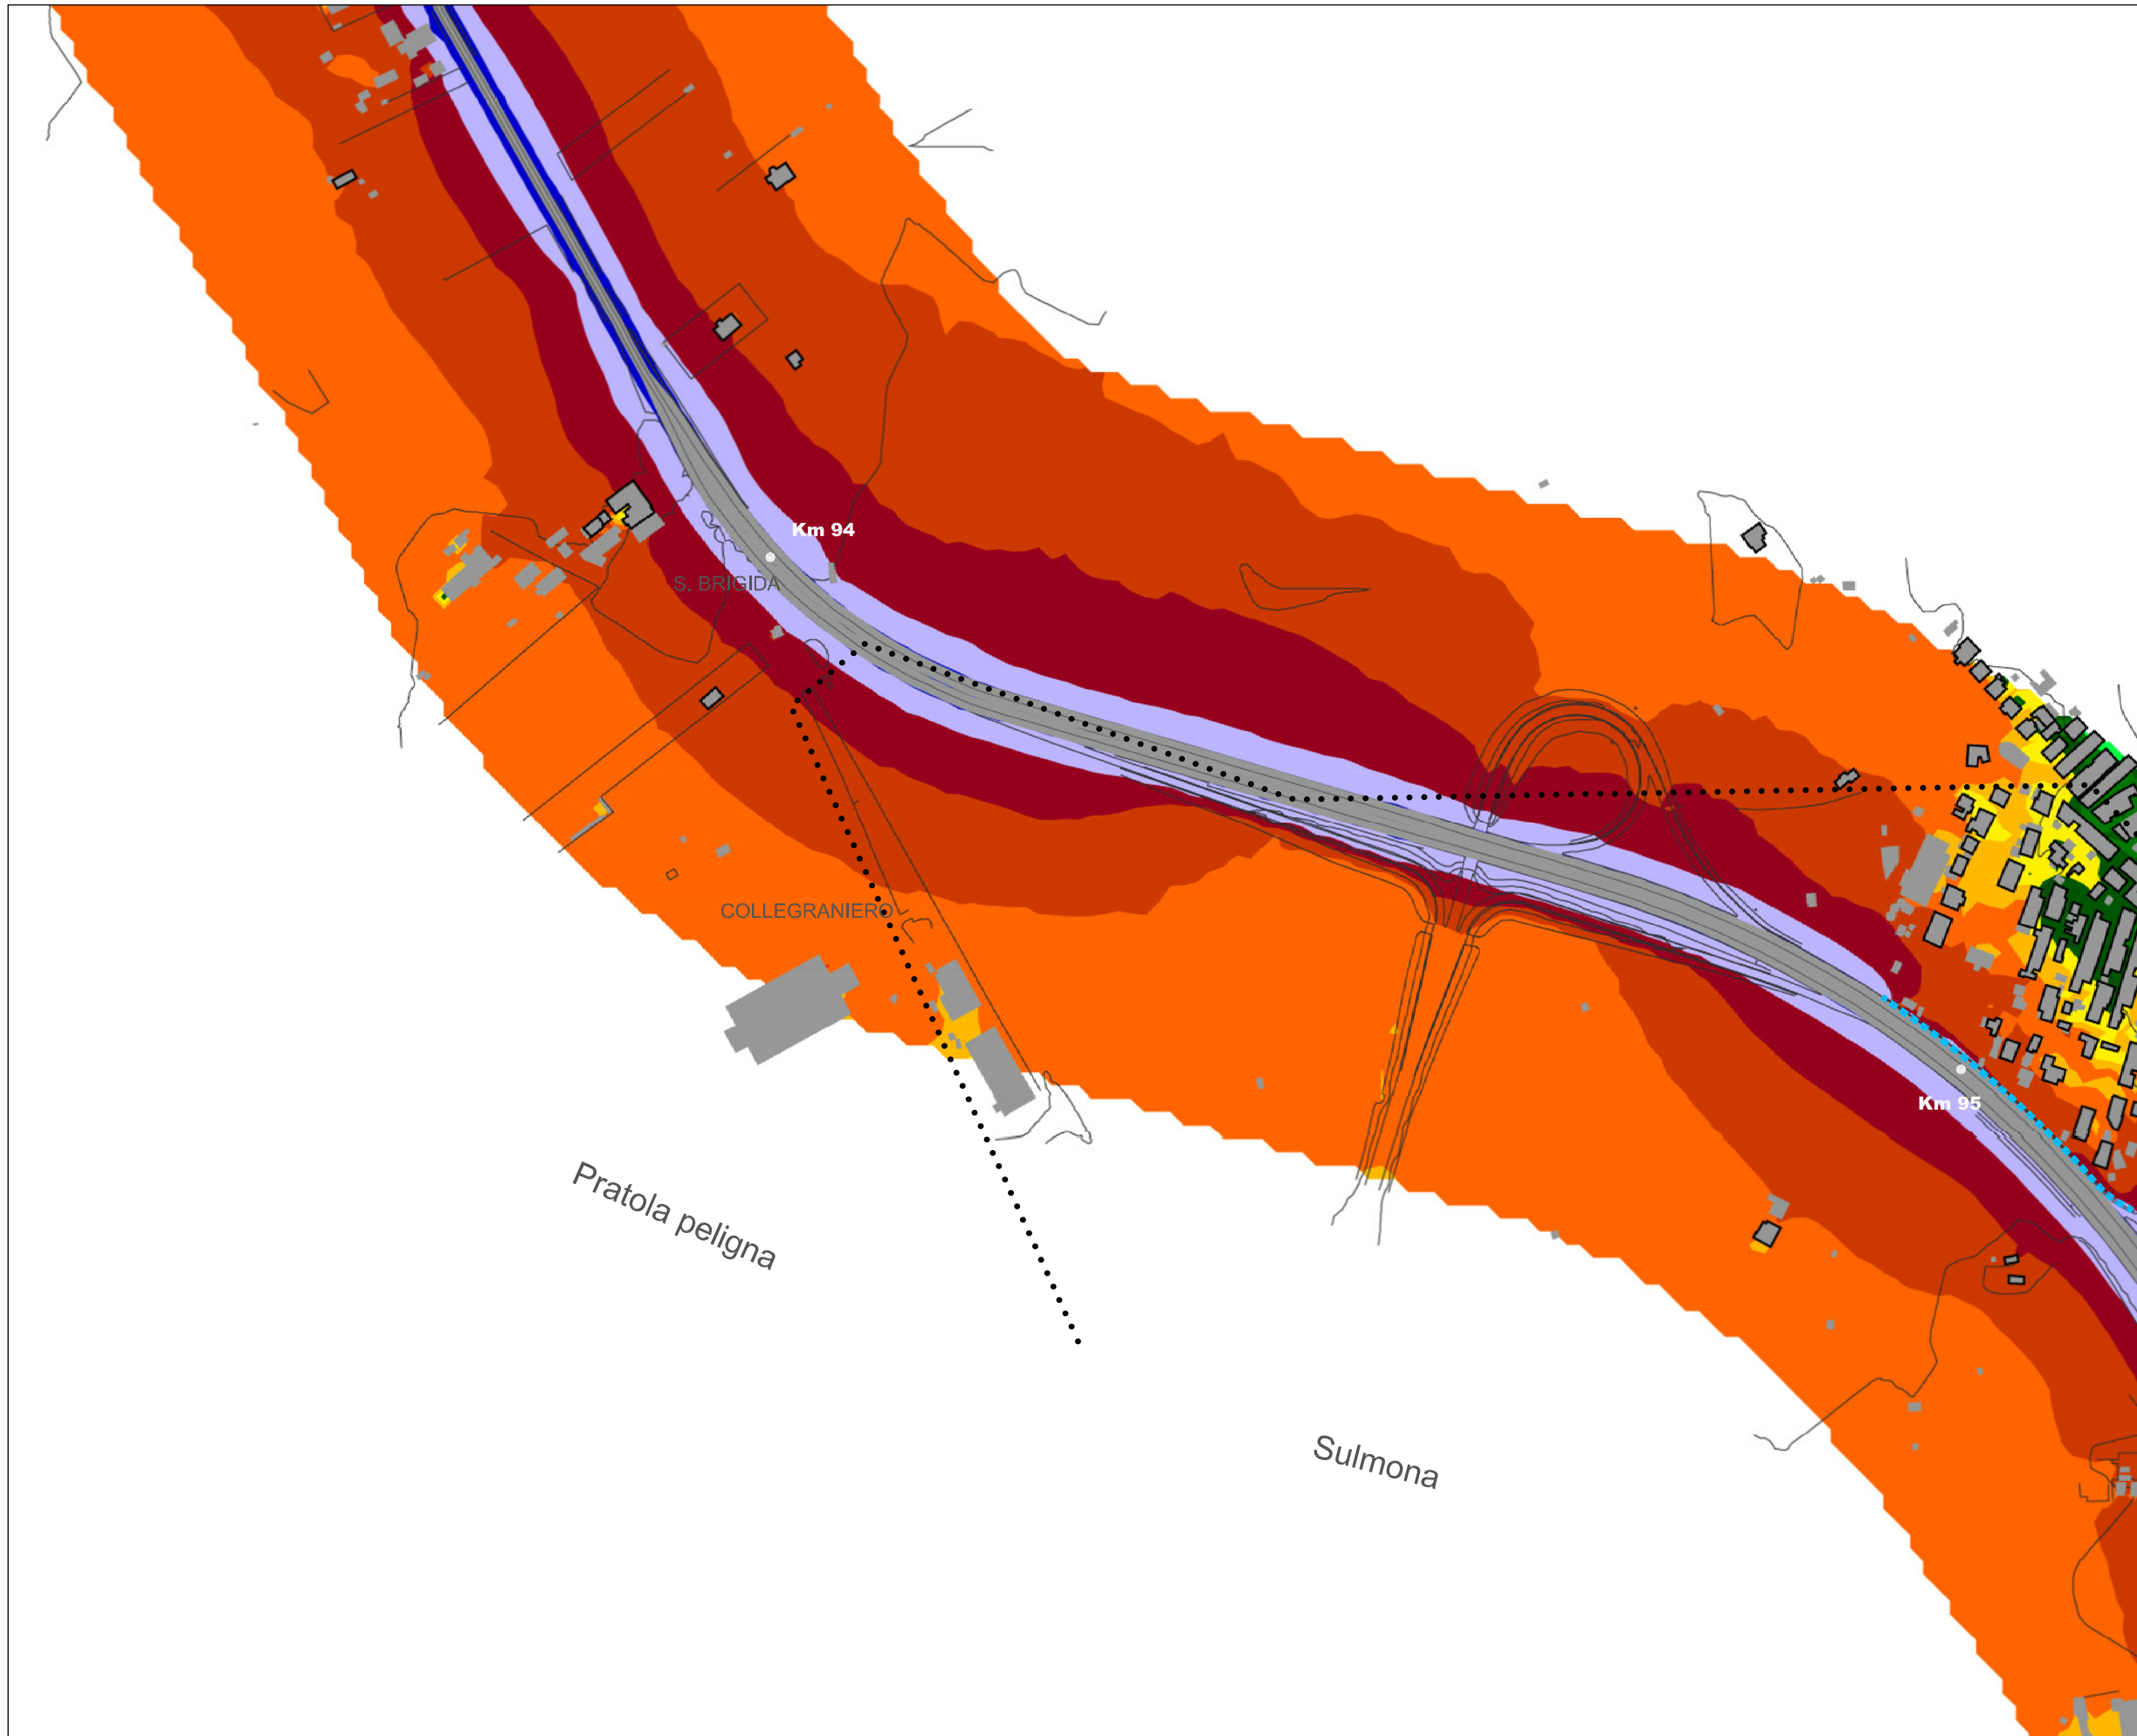 Km 94
S. BRIGIDA
COLLEGRANIERO
Km 95
Pratola peligna
Sulmona